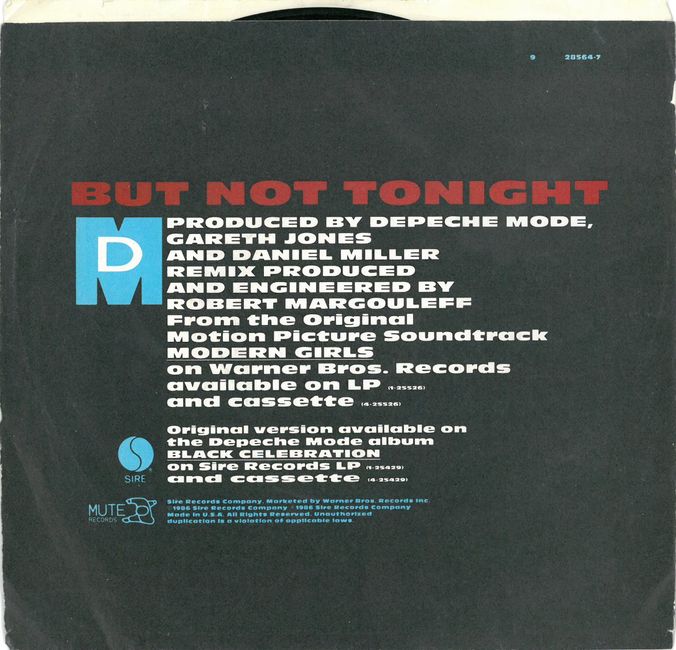 9 28564-7
BUT NOT TONIGHT
DM
PRODUCED BY DEPECHE MODE,
GARETH JONES
AND DANIEL MILLER
REMIX PRODUCED
AND ENGINEERED BY
ROBERT MARGOULEFF
From the Original
Motion Picture Soundtrack
MODERN GIRLS
on Warner Bros. Records
available on LP (1-25526)
and cassette (4-25526)
Original version available on
the Depeche Mode album
BLACK CELEBRATION
on Sire Records LP (1-25429)
and cassette (4-25429)
S
SIRE®
MUTE
RECORDS
Sire Records Company. Marketed by Warner Bros. Records Inc.
1986 Sire Records Company 1986 Sire Records Company
Made in U.S.A. All Rights Reserved. Unauthorized
duplication is a violation of applicable laws.